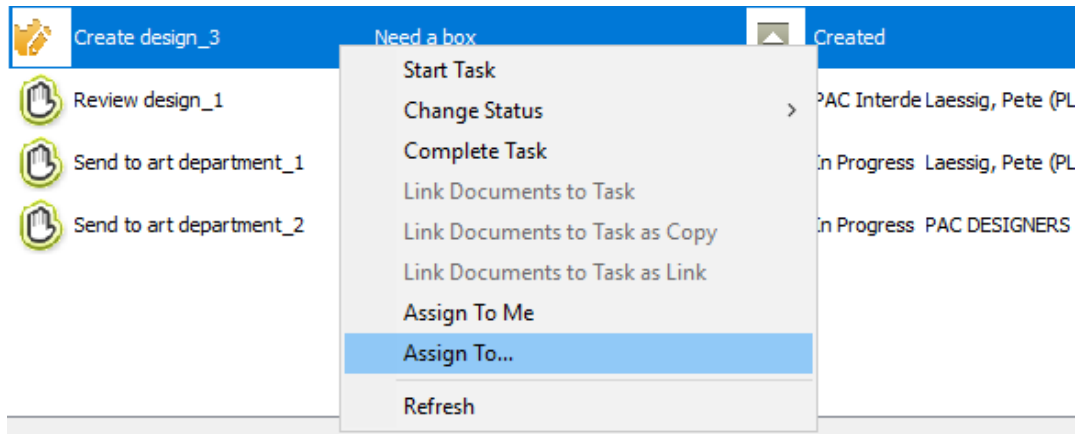 Create design_3 Need a box Created
Start Task
Review design_1 Change Status PAC Interde Laessig, Pete (PL
Complete Task
Send to art department_1 In Progress Laessig, Pete (PL
Link Documents to Task
Send to art department_2 Link Documents to Task as Copy In Progress PAC DESIGNERS
Link Documents to Task as Link
Assign To Me
Assign To...
Refresh